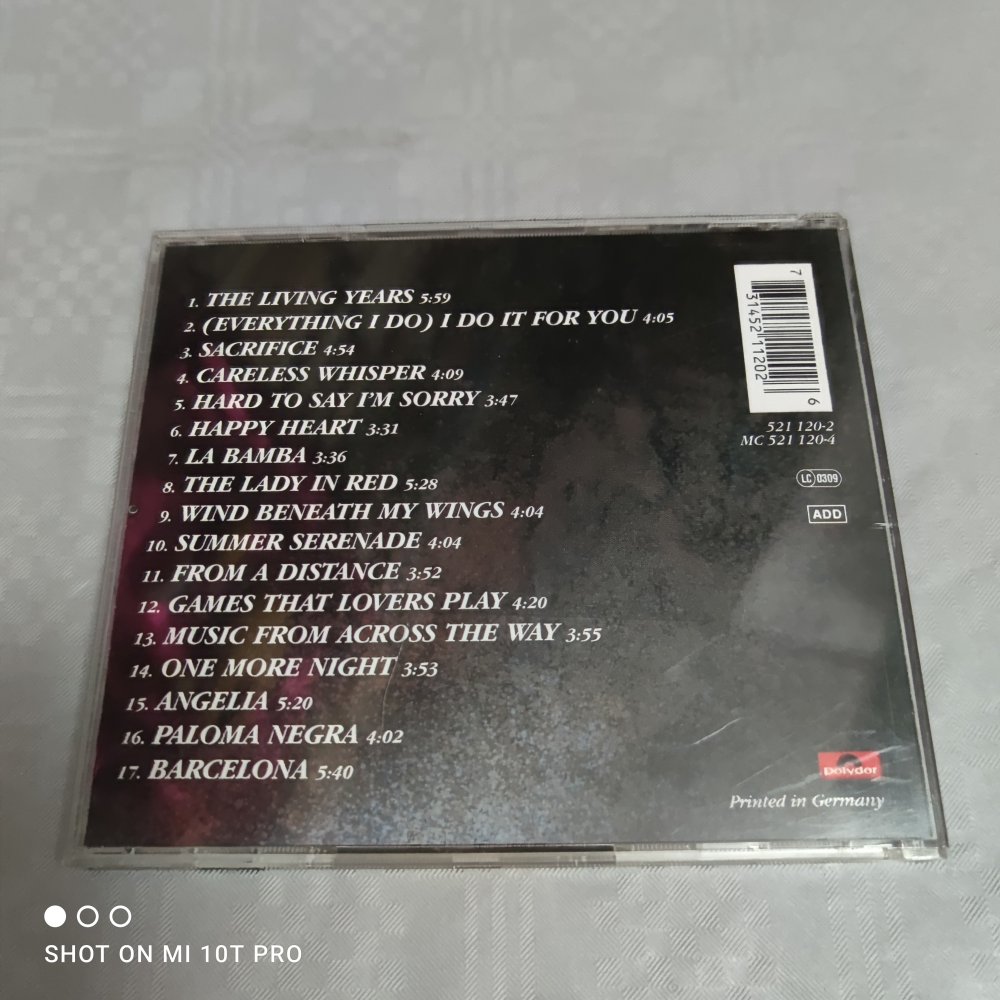 1. THE LIVING YEARS 5:59
2. (EVERYTHING I DO) I DO IT FOR YOU 4:05
3. SACRIFICE 4:54
4. CARELESS WHISPER 4:09
5. HARD TO SAY I'M SORRY 3:47
6. HAPPY HEART 3:31
7. LA BAMBA 3:36
8. THE LADY IN RED 5:28
9. WIND BENEATH MY WINGS 4:04
10. SUMMER SERENADE 4:04
11. FROM A DISTANCE 3:52
12. GAMES THAT LOVERS PLAY 4:20
13. MUSIC FROM ACROSS THE WAY 3:55
14. ONE MORE NIGHT 3:53
15. ANGELIA 5:20
16. PALOMA NEGRA 4:02
17. BARCELONA 5:40
7 31452 11202 6
521 120-2
MC 521 120-4
LC 0309
ADD
Polydor
Printed in Germany
SHOT ON MI 10T PRO